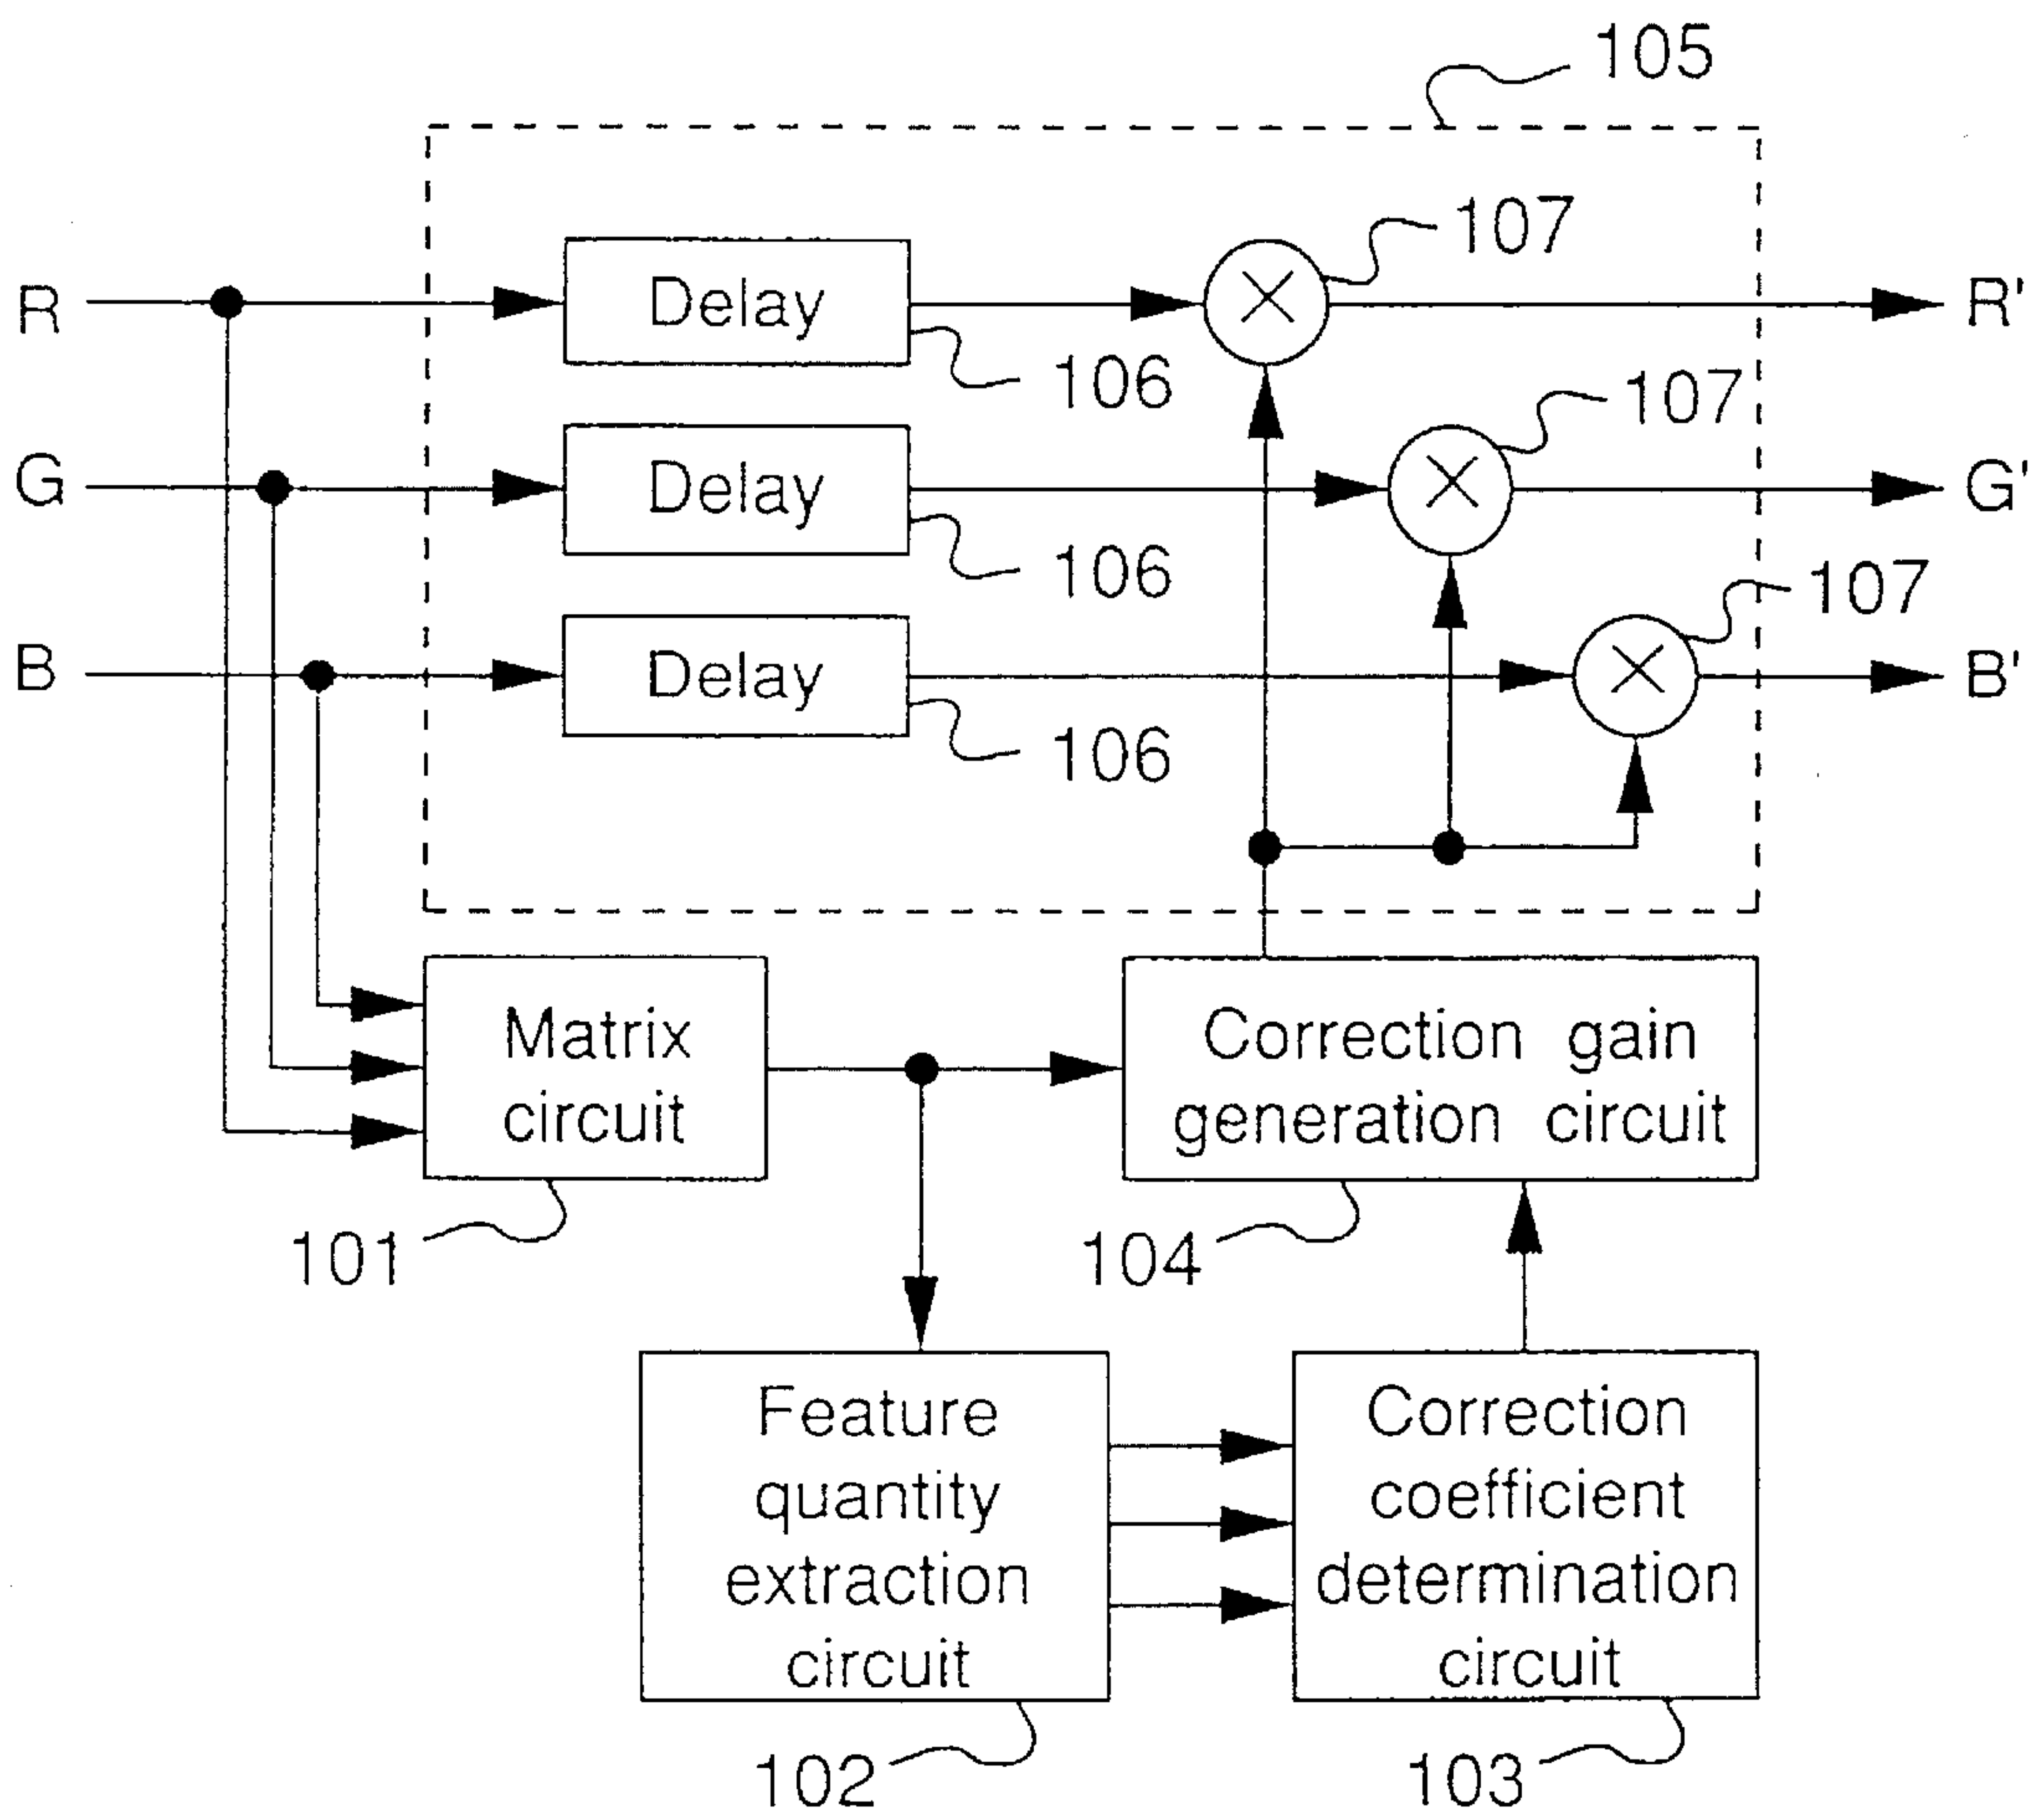 105
107
R
Delay
R'
106
107
G
Delay
G'
106
107
B
Delay
B'
106
Matrix
circuit
Correction gain
generation circuit
101
104
Feature
quantity
extraction
circuit
Correction
coefficient
determination
circuit
102
103